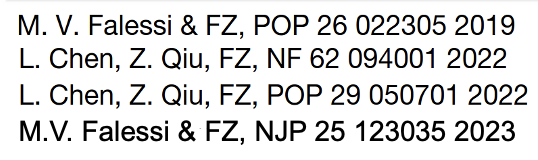 M. V. Falessi & FZ, POP 26 022305 2019
L. Chen, Z. Qiu, FZ, NF 62 094001 2022
L. Chen, Z. Qiu, FZ, POP 29 050701 2022
M.V. Falessi & FZ, NJP 25 123035 2023